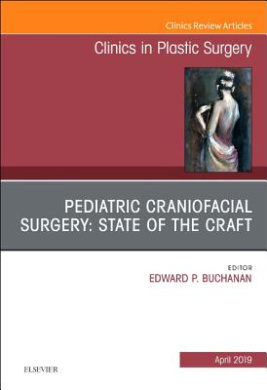 Clinics Review Articles
Clinics in Plastic Surgery
PEDIATRIC CRANIOFACIAL
SURGERY: STATE OF THE CRAFT
EDITOR
EDWARD P. BUCHANAN
ELSEVIER
April 2019